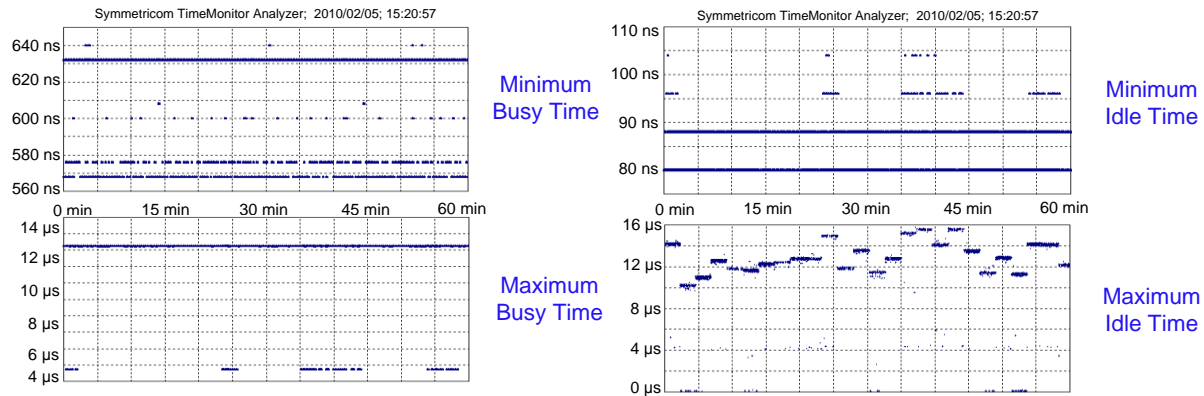 Symmetricom TimeMonitor Analyzer; 2010/02/05; 15:20:57
640 ns
620 ns
600 ns
580 ns
560 ns
Minimum
Busy Time
0 min 15 min 30 min 45 min 60 min
14 µs
12 µs
10 µs
8 µs
6 µs
4 µs
Maximum
Busy Time
Symmetricom TimeMonitor Analyzer; 2010/02/05; 15:20:57
110 ns
100 ns
90 ns
80 ns
Minimum
Idle Time
0 min 15 min 30 min 45 min 60 min
16 µs
12 µs
8 µs
4 µs
0 µs
Maximum
Idle Time